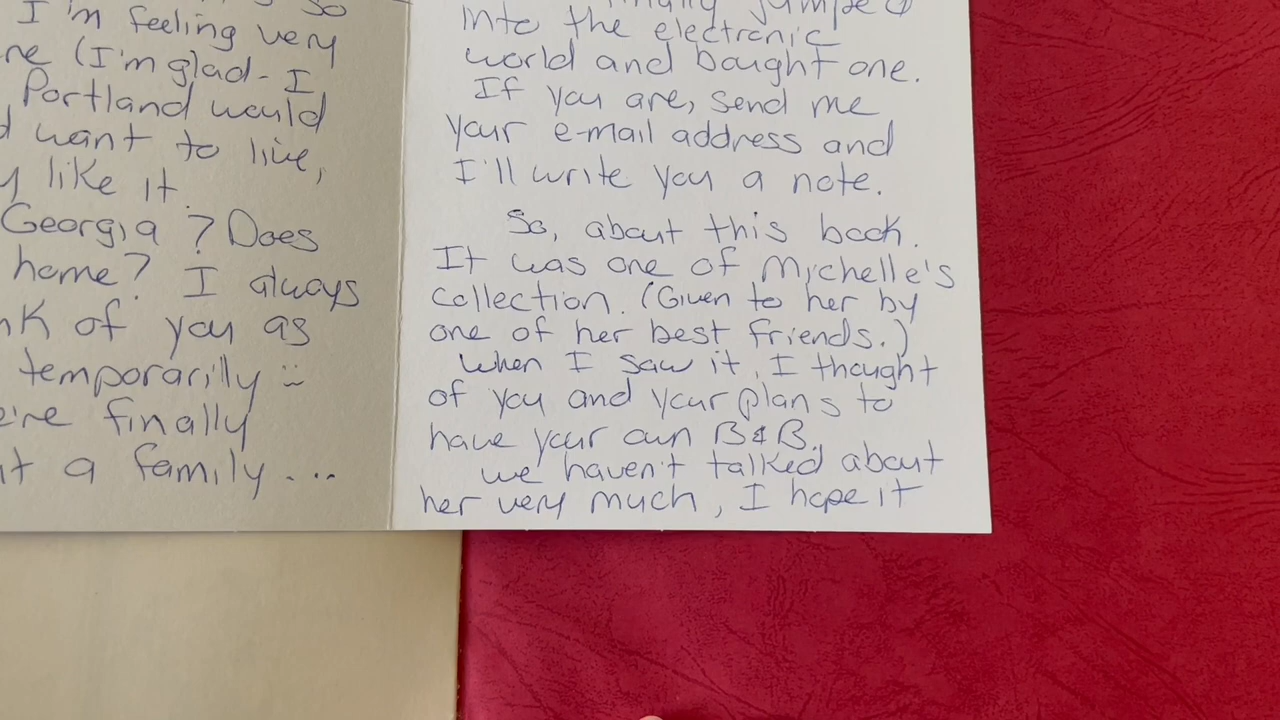 I'm feeling very
(I'm glad - I
Portland would
want to live,
like it.
Georgia? Does
home? I always
of you as
temporarily :)
finally
a family ...
finally jumped
into the electronic
world and bought one.
If you are, send me
your e-mail address and
I'll write you a note.
So, about this book.
It was one of Michelle's
collection. (Given to her by
one of her best friends.)
When I saw it, I thought
of you and your plans to
have your own B&B.
We haven't talked about
her very much, I hope it